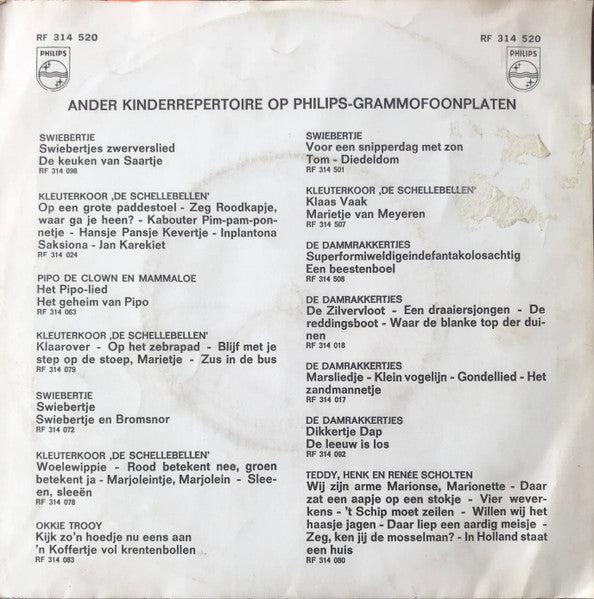 RF 314 520
RF 314 520
PHILIPS
PHILIPS
ANDER KINDERREPERTOIRE OP PHILIPS-GRAMMOFOONPLATEN
SWIEBERTJE
Swiebertjes zwerverslied
De keuken van Saartje
RF 314 098
KLEUTERKOOR ,DE SCHELLEBELLEN'
Op een grote paddestoel - Zeg Roodkapje,
waar ga je heen? - Kabouter Pim-pam-pon-
netje - Hansje Pansje Kevertje - Inplantona
Saksiona - Jan Karekiet
RF 314 024
PIPO DE CLOWN EN MAMMALOE
Het Pipo-lied
Het geheim van Pipo
RF 314 063
KLEUTERKOOR ,DE SCHELLEBELLEN'
Klaarover - Op het zebrapad - Blijf met je
step op de stoep, Marietje - Zus in de bus
RF 314 079
SWIEBERTJE
Swiebertje
Swiebertje en Bromsnor
RF 314 072
KLEUTERKOOR ,DE SCHELLEBELLEN'
Woelewippie - Rood betekent nee, groen
betekent ja - Marjoleintje, Marjolein - Slee-
en, sleeën
RF 314 078
OKKIE TROOY
Kijk zo'n hoedje nu eens aan
'n Koffertje vol krentenbollen
RF 314 083
SWIEBERTJE
Voor een snipperdag met zon
Tom - Diedeldom
RF 314 501
KLEUTERKOOR ,DE SCHELLEBELLEN'
Klaas Vaak
Marietje van Meyeren
RF 314 507
DE DAMMRAKKERTJES
Superformiweldigeindefantakolosachtig
Een beestenboel
RF 314 508
DE DAMRAKKERTJES
De Zilvervloot - Een draaiersjongen - De
reddingsboot - Waar de blanke top der dui-
nen
RF 314 018
DE DAMRAKKERTJES
Marsliedje - Klein vogelijn - Gondellied - Het
zandmannetje
RF 314 017
DE DAMRAKKERTJES
Dikkertje Dap
De leeuw is los
RF 314 092
TEDDY, HENK EN RENÉE SCHOLTEN
Wij zijn arme Marionse, Marionette - Daar
zat een aapje op een stokje - Vier wever-
kens - 't Schip moet zeilen - Willen wij het
haasje jagen - Daar liep een aardig meisje -
Zeg, ken jij de mosselman? - In Holland staat
een huis
RF 314 080